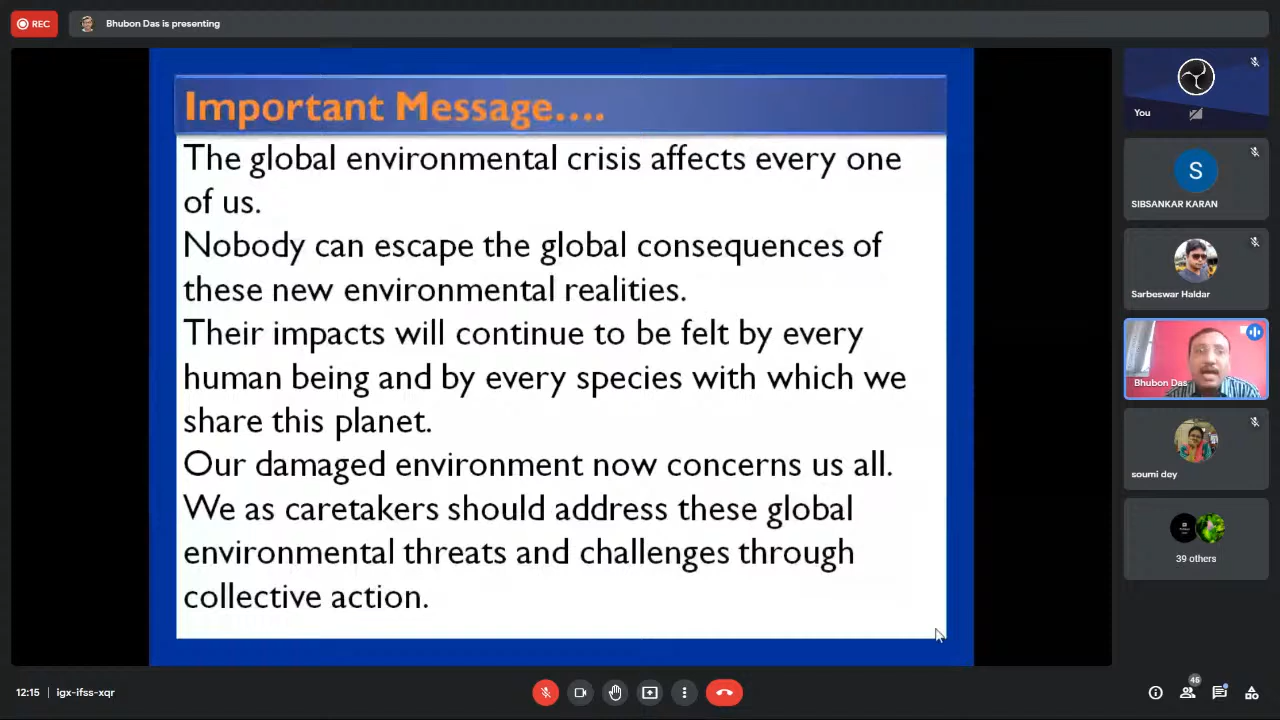 REC
Bhubon Das is presenting
Important Message....
The global environmental crisis affects every one
of us.
Nobody can escape the global consequences of
these new environmental realities.
Their impacts will continue to be felt by every
human being and by every species with which we
share this planet.
Our damaged environment now concerns us all.
We as caretakers should address these global
environmental threats and challenges through
collective action.
You
S
SIBSANKAR KARAN
Sarbeswar Haldar
Bhubon Das
soumi dey
39 others
12:15 | igx-ifss-xqr
46